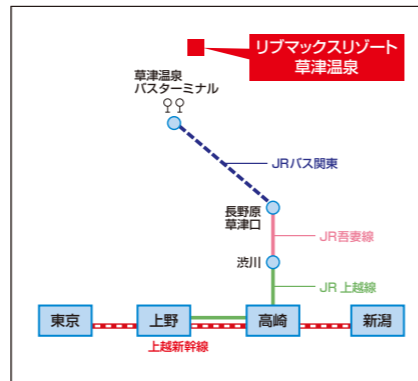 リブマックスリゾート
草津温泉
草津温泉
バスターミナル
JRバス関東
長野原
草津口
JR吾妻線
渋川
JR 上越線
東京
上野
高崎
新潟
上越新幹線